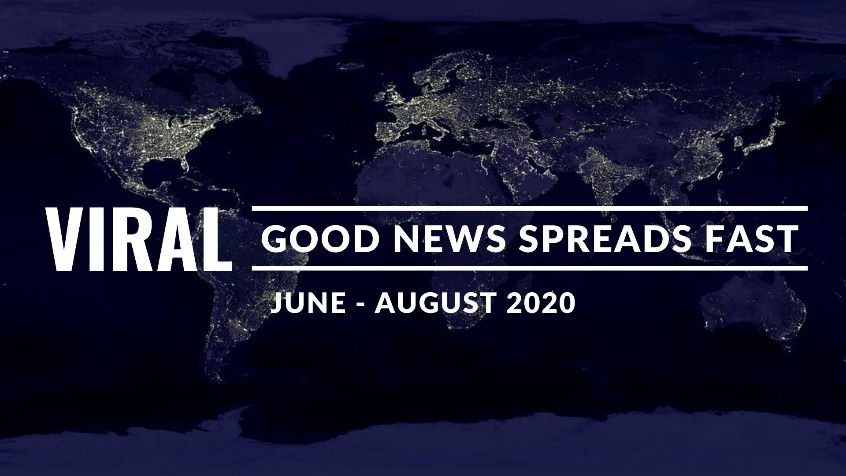 VIRAL
GOOD NEWS SPREADS FAST
JUNE - AUGUST 2020